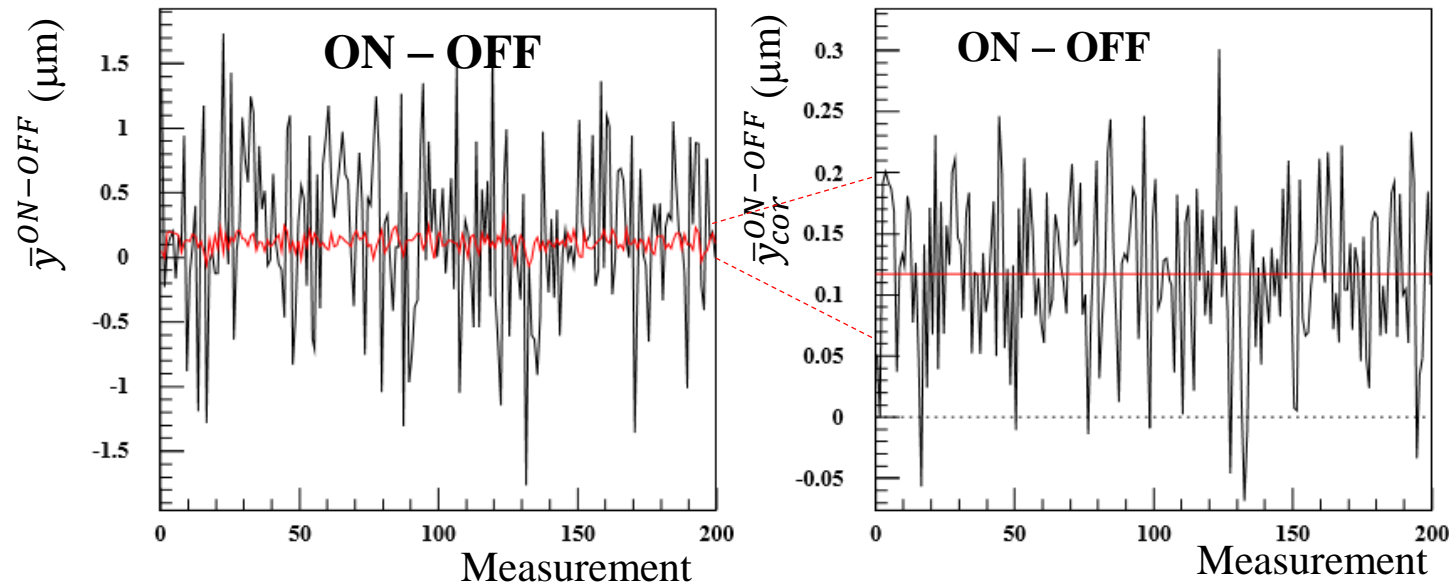 ON – OFF
ȳ^{ON−OFF} (μm)
1.5
1
0.5
0
-0.5
-1
-1.5
0 50 100 150 200
Measurement
ON – OFF
ȳ_{cor}^{ON−OFF} (μm)
0.3
0.25
0.2
0.15
0.1
0.05
0
-0.05
0 50 100 150 200
Measurement